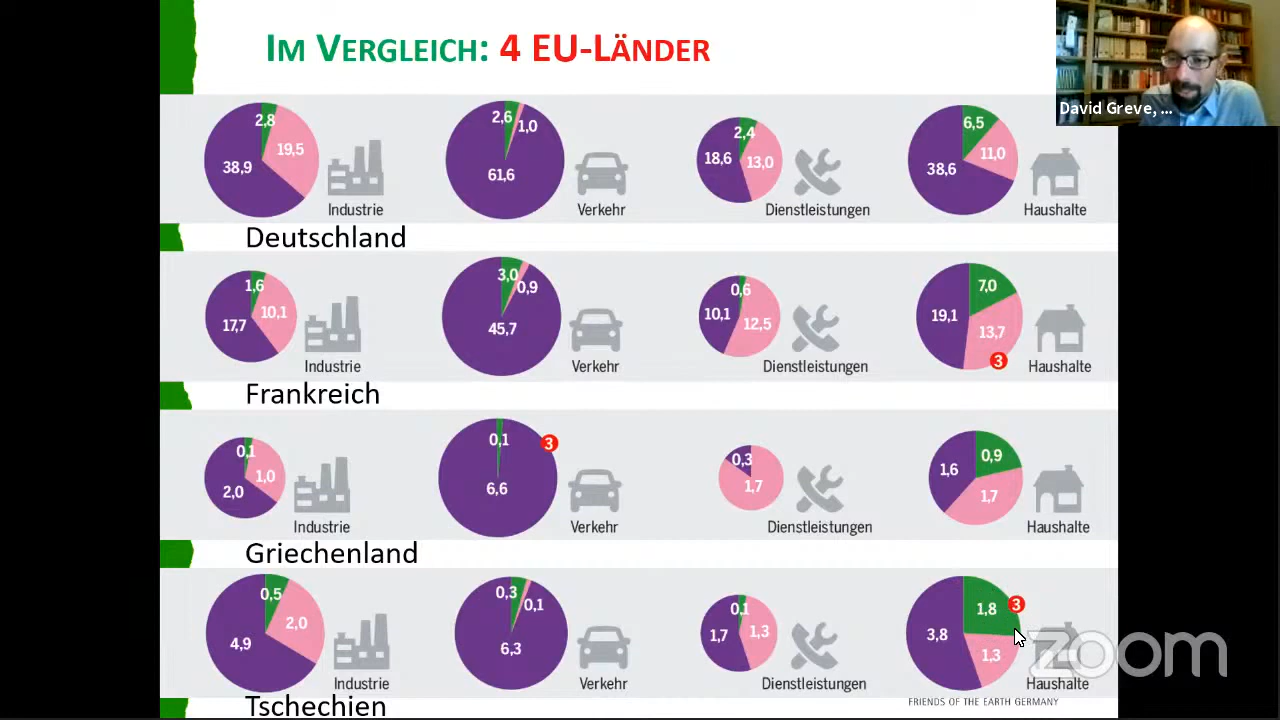 IM VERGLEICH: 4 EU-LÄNDER
David Greve, ...
2,8
19,5
38,9
Industrie
2,6
1,0
61,6
Verkehr
2,4
18,6
13,0
Dienstleistungen
6,5
11,0
38,6
Haushalte
Deutschland
1,6
10,1
17,7
Industrie
3,0
0,9
45,7
Verkehr
0,6
10,1
12,5
Dienstleistungen
7,0
19,1
13,7
3
Haushalte
Frankreich
0,1
1,0
2,0
Industrie
0,1
3
6,6
Verkehr
0,3
1,7
Dienstleistungen
0,9
1,6
1,7
Haushalte
Griechenland
0,5
2,0
4,9
Industrie
0,3
0,1
6,3
Verkehr
0,1
1,7
1,3
Dienstleistungen
1,8
3
3,8
1,3
Haushalte
zoom
FRIENDS OF THE EARTH GERMANY
Tschechien